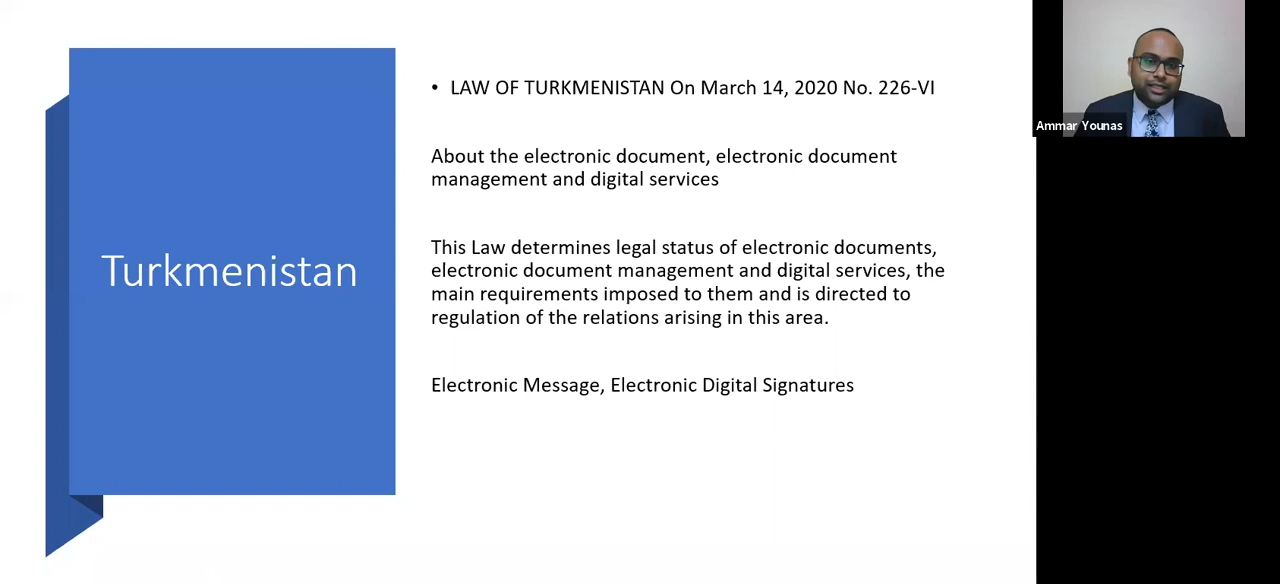 Turkmenistan
• LAW OF TURKMENISTAN On March 14, 2020 No. 226-VI
About the electronic document, electronic document
management and digital services
This Law determines legal status of electronic documents,
electronic document management and digital services, the
main requirements imposed to them and is directed to
regulation of the relations arising in this area.
Electronic Message, Electronic Digital Signatures
Ammar Younas